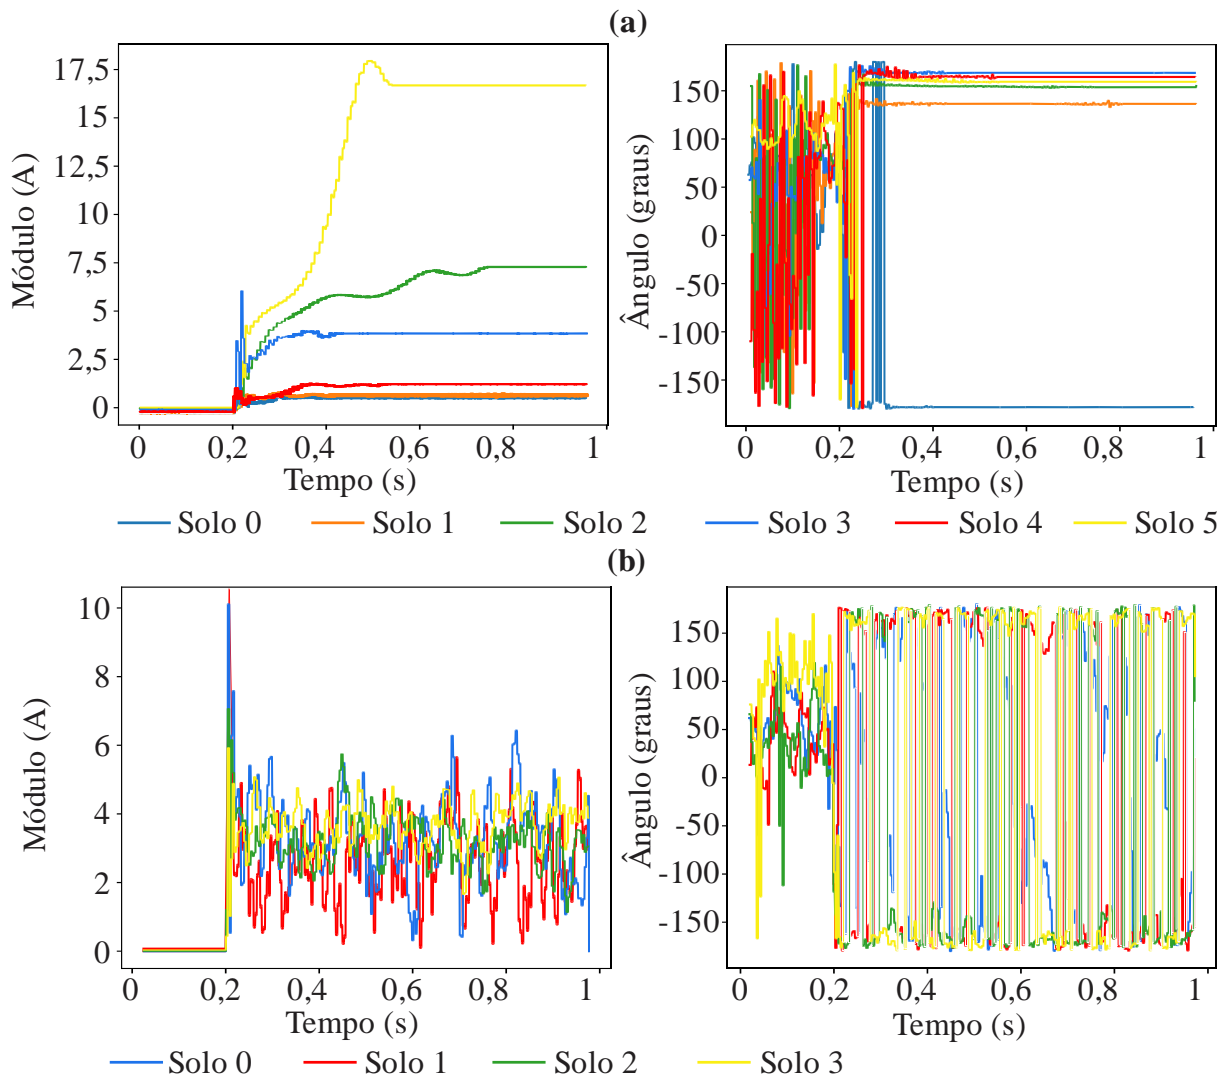 (a)
17,5
15
12,5
10
7,5
5
2,5
0
Módulo (A)
0 0,2 0,4 0,6 0,8 1
Tempo (s)
150
100
50
0
-50
-100
-150
Ângulo (graus)
0 0,2 0,4 0,6 0,8 1
Tempo (s)
Solo 0 Solo 1 Solo 2 Solo 3 Solo 4 Solo 5
(b)
10
8
6
4
2
0
Módulo (A)
0 0,2 0,4 0,6 0,8 1
Tempo (s)
150
100
50
0
-50
-100
-150
Ângulo (graus)
0 0,2 0,4 0,6 0,8 1
Tempo (s)
Solo 0 Solo 1 Solo 2 Solo 3